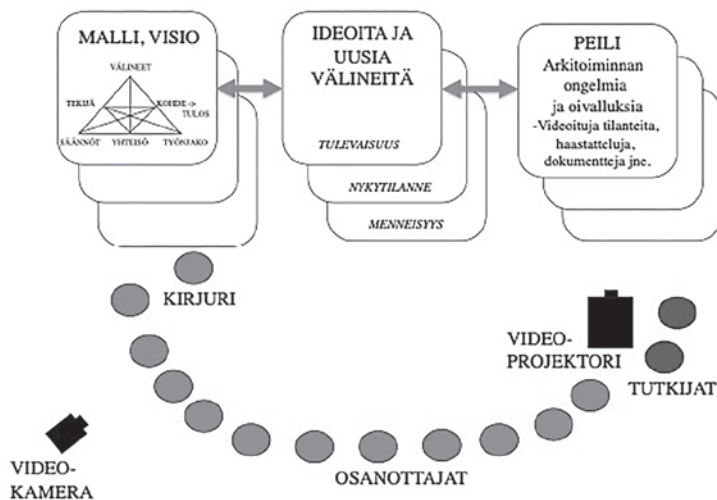 MALLI, VISIO
VÄLINEET
TEKIJÄ
KOHDE ->
TULOS
SÄÄNNÖT YHTEISÖ TYÖNJAKO
IDEOITA JA
UUSIA
VÄLINEITÄ
TULEVAISUUS
NYKYTILANNE
MENNEISYYS
PEILI
Arkitoiminnan
ongelmia
ja oivalluksia
-Videoituja tilanteita,
haastatteluja,
dokumentteja jne.
KIRJURI
VIDEO-
PROJEKTORI
TUTKIJAT
VIDEO-
KAMERA
OSANOTTAJAT